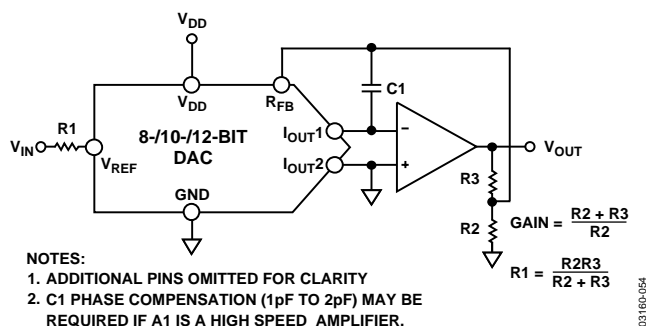 VDD
VDD
RFB
C1
R1
VIN
VREF
8-/10-/12-BIT
DAC
IOUT1
IOUT2
−
+
VOUT
GND
R3
R2
GAIN = R2 + R3
R2
R1 = R2R3
R2 + R3
NOTES:
1. ADDITIONAL PINS OMITTED FOR CLARITY
2. C1 PHASE COMPENSATION (1pF TO 2pF) MAY BE
REQUIRED IF A1 IS A HIGH SPEED AMPLIFIER.
03160-054